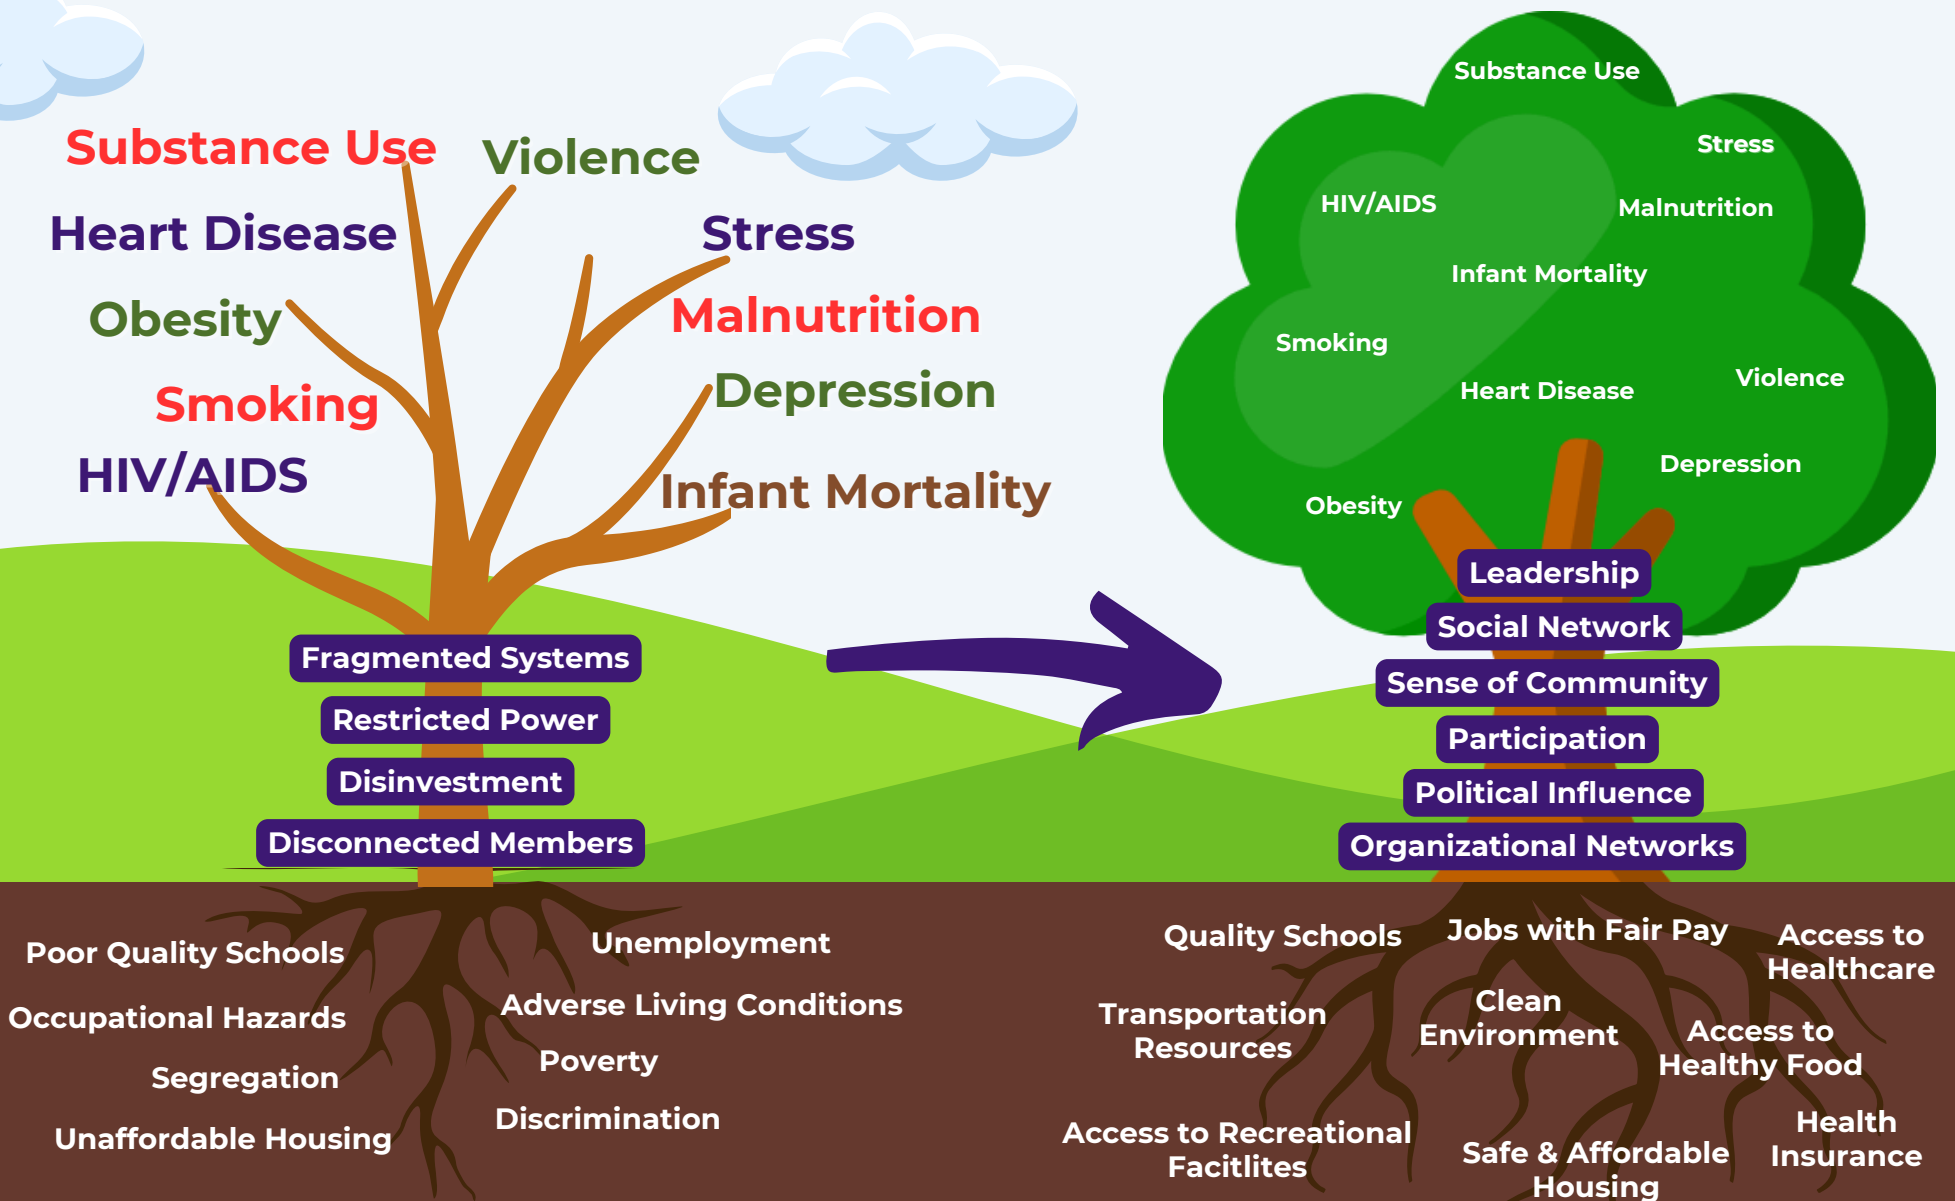 Substance Use
Violence
Heart Disease
Stress
Obesity
Malnutrition
Smoking
Depression
HIV/AIDS
Infant Mortality
Fragmented Systems
Restricted Power
Disinvestment
Disconnected Members
Poor Quality Schools
Unemployment
Occupational Hazards
Adverse Living Conditions
Segregation
Poverty
Unaffordable Housing
Discrimination
Substance Use
Stress
HIV/AIDS
Malnutrition
Infant Mortality
Smoking
Heart Disease
Violence
Depression
Obesity
Leadership
Social Network
Sense of Community
Participation
Political Influence
Organizational Networks
Quality Schools
Jobs with Fair Pay
Access to
Healthcare
Transportation
Resources
Clean
Environment
Access to
Healthy Food
Access to Recreational
Facitlites
Safe & Affordable
Housing
Health
Insurance